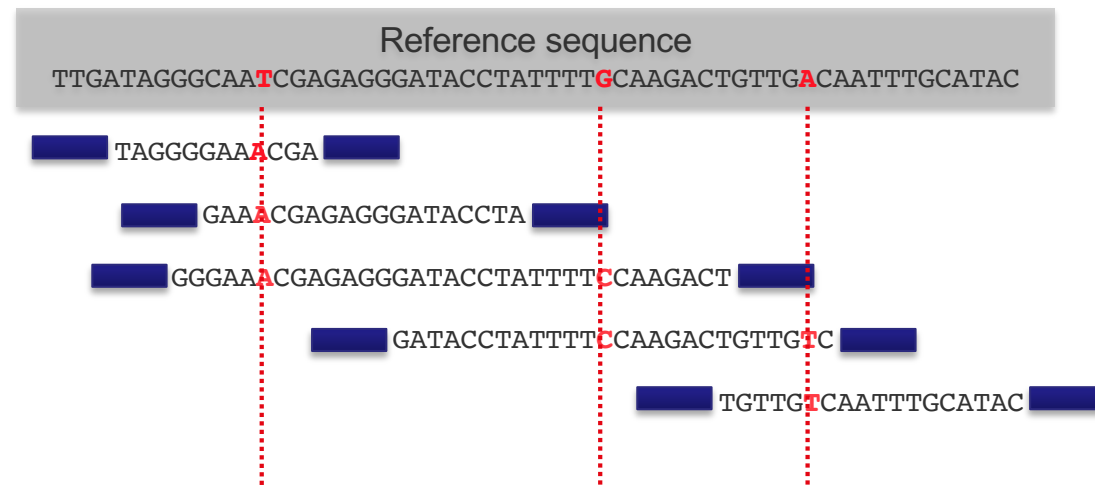 Reference sequence
TTGATAGGGCAATCGAGAGGGATACCTATTTTGCAAGACTGTTGACAATTTGCATAC
TAGGGGAAACGA
GAAACGAGAGGGATACCTA
GGGAAACGAGAGGGATACCTATTTTCCAAGACT
GATACCTATTTTCCAAGACTGTTGTC
TGTTGTCAATTTGCATAC